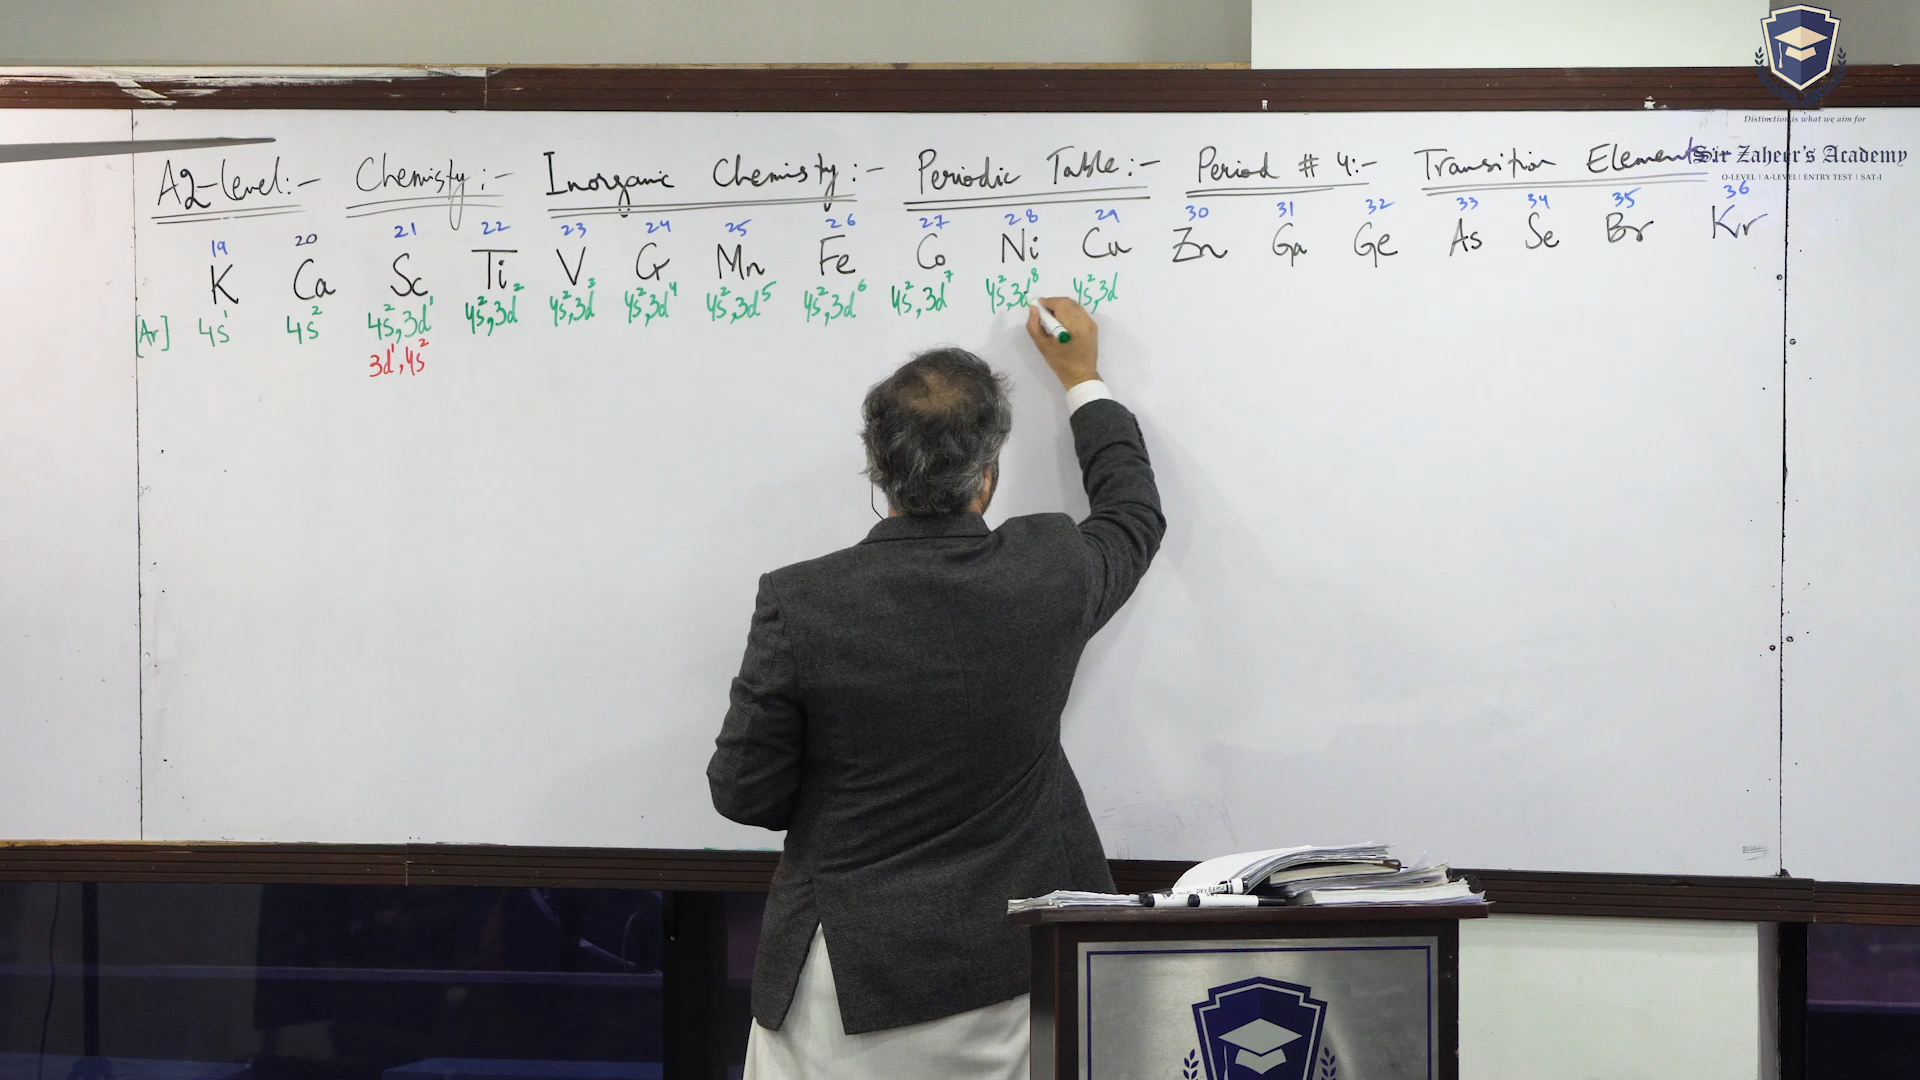 Distinction is what we aim for
A2-level:- Chemisty:- Inorganic Chemisty:- Periodic Table:- Period # 4:- Transition Elements
Sir Zaheer's Academy
O-LEVEL | A-LEVEL | ENTRY TEST | SAT-I
19 20 21 22 23 24 25 26 27 28 29 30 31 32 33 34 35 36
K Ca Sc Ti V Cr Mn Fe Co Ni Cu Zn Ga Ge As Se Br Kr
[Ar] 4s¹ 4s² 4s²,3d¹ 4s²,3d² 4s²,3d³ 4s²,3d⁴ 4s²,3d⁵ 4s²,3d⁶ 4s²,3d⁷ 4s²,3d⁸ 4s²,3d
3d¹,4s²